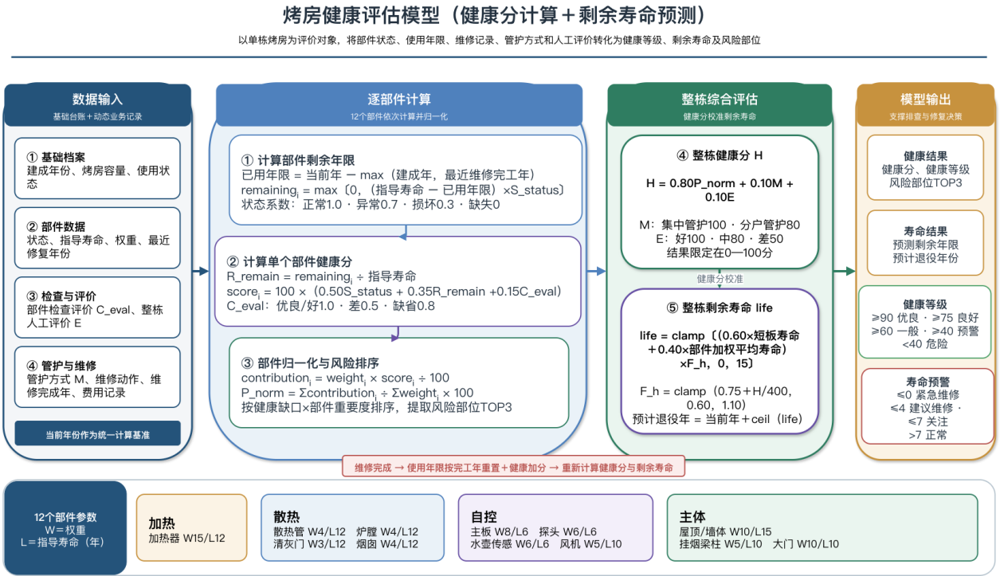 烤房健康评估模型（健康分计算＋剩余寿命预测）
以单栋烤房为评价对象，将部件状态、使用年限、维修记录、管护方式和人工评价转化为健康等级、剩余寿命及风险部位
数据输入
基础台账＋动态业务记录
① 基础档案
建成年份、烤房容量、使用状
态
② 部件数据
状态、指导寿命、权重、最近
修复年份
③ 检查与评价
部件检查评价 C_eval、整栋
人工评价 E
④ 管护与维修
管护方式 M、维修动作、维
修完成年、费用记录
当前年份作为统一计算基准
逐部件计算
12个部件依次计算并归一化
① 计算部件剩余年限
已用年限 = 当前年 － max（建成年，最近维修完工年）
remainingᵢ = max〔0,（指导寿命 － 已用年限）×S_status〕
状态系数：正常1.0 · 异常0.7 · 损坏0.3 · 缺失0
② 计算单个部件健康分
R_remain = remainingᵢ ÷ 指导寿命
scoreᵢ = 100 ×（0.50S_status + 0.35R_remain +0.15C_eval）
C_eval：优良/好1.0 · 差0.5 · 缺省0.8
③ 部件归一化与风险排序
contributionᵢ = weightᵢ × scoreᵢ ÷ 100
P_norm = Σcontributionᵢ ÷ Σweightᵢ × 100
按健康缺口×部件重要度排序，提取风险部位TOP3
整栋综合评估
健康分校准剩余寿命
④ 整栋健康分 H
H = 0.80P_norm + 0.10M +
0.10E
M：集中管护100 · 分户管护80
E：好100 · 中80 · 差50
结果限定在0—100分
健康分校准
⑤ 整栋剩余寿命 life
life = clamp〔（0.60×短板寿命
＋0.40×部件加权平均寿命）
×F_h，0，15〕
F_h = clamp（0.75＋H/400，
0.60，1.10）
预计退役年 = 当前年＋ceil（life）
模型输出
支撑排查与修复决策
健康结果
健康分、健康等级
风险部位TOP3
寿命结果
预测剩余年限
预计退役年份
健康等级
≥90 优良 · ≥75 良好
≥60 一般 · ≥40 预警
<40 危险
寿命预警
≤0 紧急维修
≤4 建议维修 ·
≤7 关注
>7 正常
维修完成 → 使用年限按完工年重置＋健康加分 → 重新计算健康分与剩余寿命
12个部件参数
W＝权重
L＝指导寿命（年）
加热
加热器 W15/L12
散热
散热管 W4/L12 炉膛 W4/L12
清灰门 W3/L12 烟囱 W4/L12
自控
主板 W8/L6 探头 W6/L6
水壶传感 W6/L6 风机 W5/L10
主体
屋顶/墙体 W10/L15
挂烟梁柱 W5/L10 大门 W10/L10